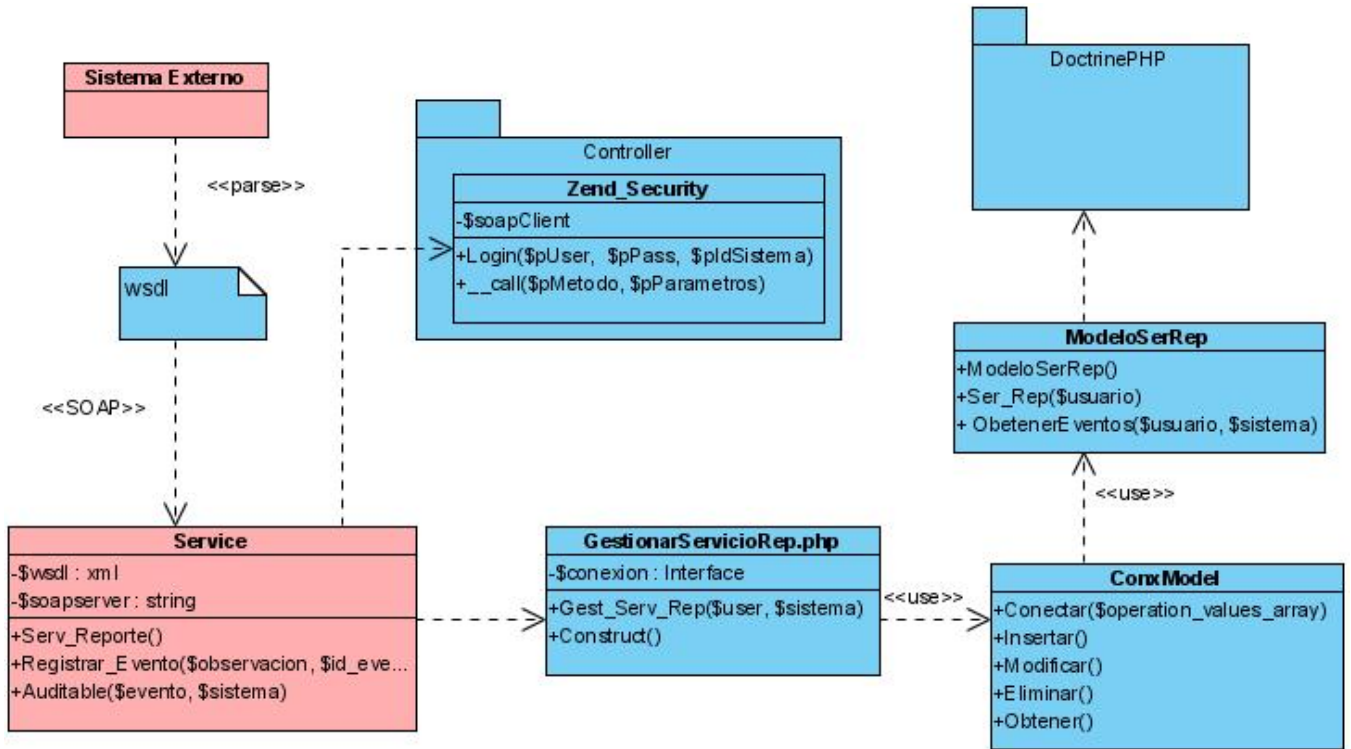 Sistema Externo
<<parse>>
wsdl
<<SOAP>>
Controller
Zend_Security
-$soapClient
+Login($pUser, $pPass, $pIdSistema)
+__call($pMetodo, $pParametros)
DoctrinePHP
ModeloSerRep
+ModeloSerRep()
+Ser_Rep($usuario)
+ ObetenerEventos($usuario, $sistema)
<<use>>
Service
-$wsdl : xml
-$soapserver : string
+Serv_Reporte()
+Registrar_Evento($observacion, $id_eve...
+Auditable($evento, $sistema)
GestionarServicioRep.php
-$conexion : Interface
+Gest_Serv_Rep($user, $sistema)
+Construct()
<<use>>
ConxModel
+Conectar($operation_values_array)
+Insertar()
+Modificar()
+Eliminar()
+Obtener()